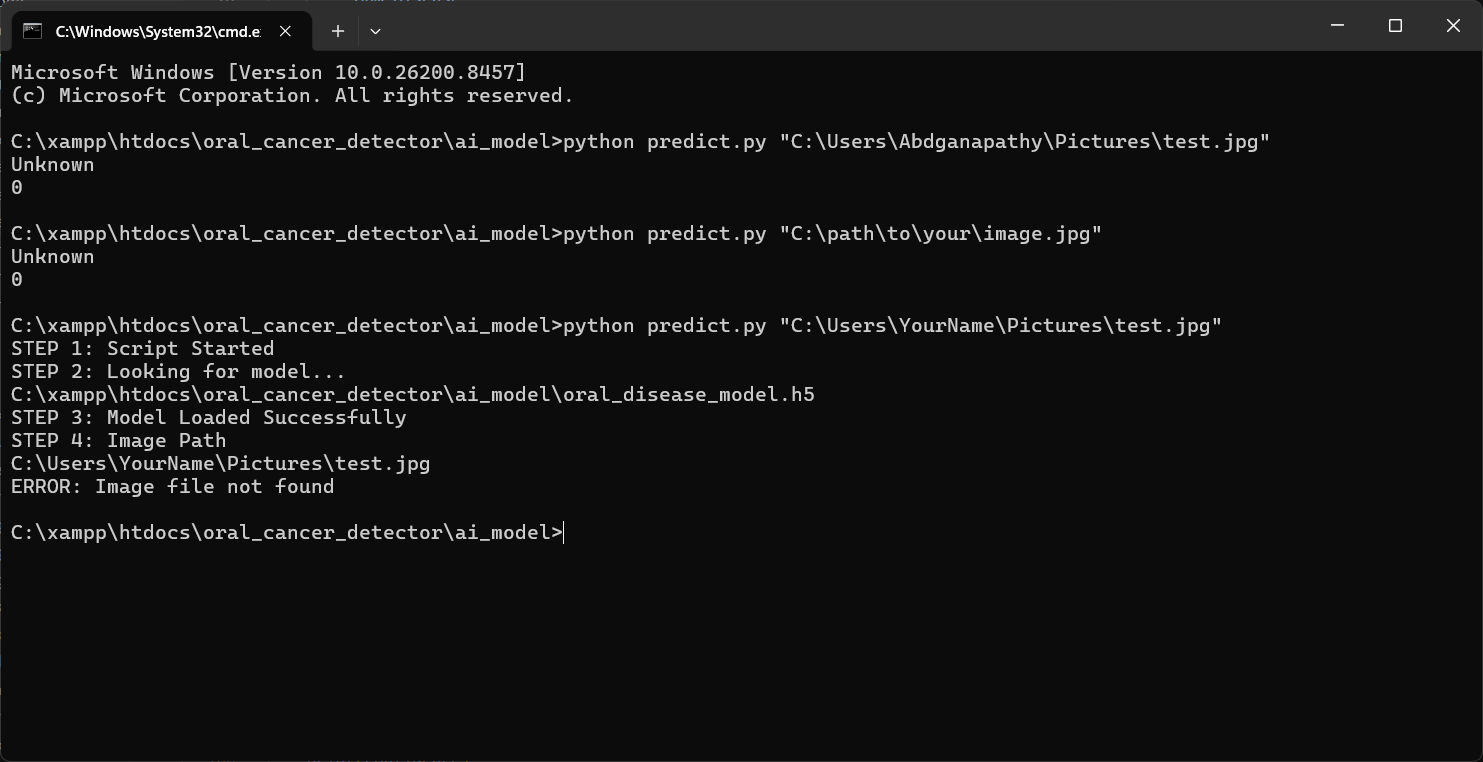 C:\Windows\System32\cmd.e
Microsoft Windows [Version 10.0.26200.8457]
(c) Microsoft Corporation. All rights reserved.
C:\xampp\htdocs\oral_cancer_detector\ai_model>python predict.py "C:\Users\Abdganapathy\Pictures\test.jpg"
Unknown
0
C:\xampp\htdocs\oral_cancer_detector\ai_model>python predict.py "C:\path\to\your\image.jpg"
Unknown
0
C:\xampp\htdocs\oral_cancer_detector\ai_model>python predict.py "C:\Users\YourName\Pictures\test.jpg"
STEP 1: Script Started
STEP 2: Looking for model...
C:\xampp\htdocs\oral_cancer_detector\ai_model\oral_disease_model.h5
STEP 3: Model Loaded Successfully
STEP 4: Image Path
C:\Users\YourName\Pictures\test.jpg
ERROR: Image file not found
C:\xampp\htdocs\oral_cancer_detector\ai_model>